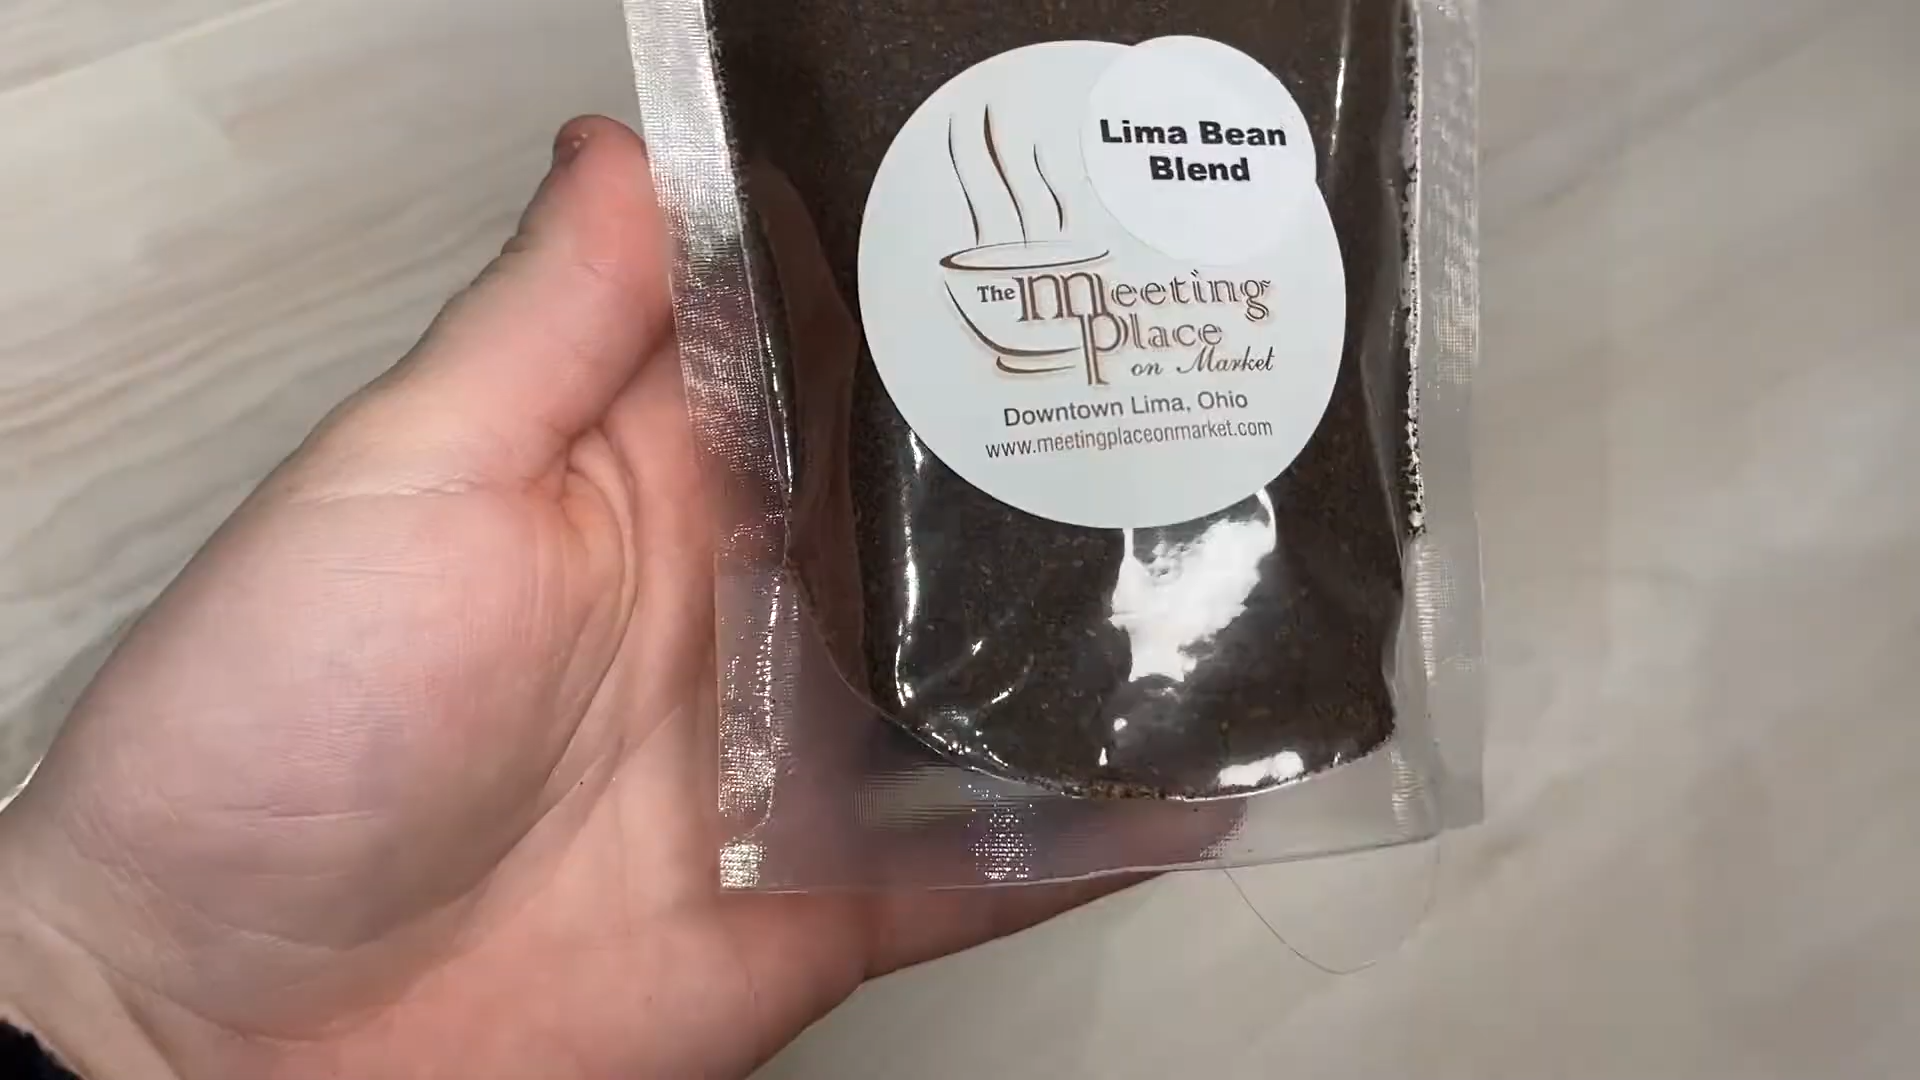 Lima Bean
Blend
The Meeting
Place
on Market
Downtown Lima, Ohio
www.meetingplaceonmarket.com